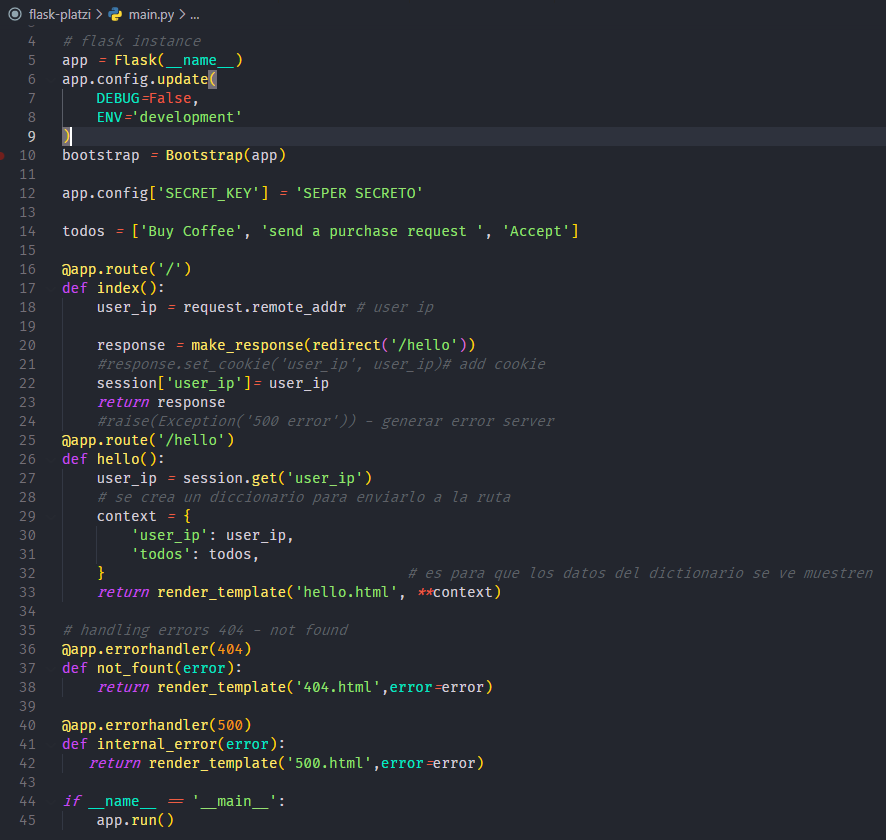 flask-platzi > main.py > ...
4 # flask instance
5 app = Flask(__name__)
6 app.config.update(
7 DEBUG=False,
8 ENV='development'
9 )
10 bootstrap = Bootstrap(app)
11
12 app.config['SECRET_KEY'] = 'SEPER SECRETO'
13
14 todos = ['Buy Coffee', 'send a purchase request ', 'Accept']
15
16 @app.route('/')
17 def index():
18 user_ip = request.remote_addr # user ip
19
20 response = make_response(redirect('/hello'))
21 #response.set_cookie('user_ip', user_ip)# add cookie
22 session['user_ip']= user_ip
23 return response
24 #raise(Exception('500 error')) - generar error server
25 @app.route('/hello')
26 def hello():
27 user_ip = session.get('user_ip')
28 # se crea un diccionario para enviarlo a la ruta
29 context = {
30 'user_ip': user_ip,
31 'todos': todos,
32 } # es para que los datos del dictionario se ve muestren
33 return render_template('hello.html', **context)
34
35 # handling errors 404 - not found
36 @app.errorhandler(404)
37 def not_fount(error):
38 return render_template('404.html',error=error)
39
40 @app.errorhandler(500)
41 def internal_error(error):
42 return render_template('500.html',error=error)
43
44 if __name__ == '__main__':
45 app.run()